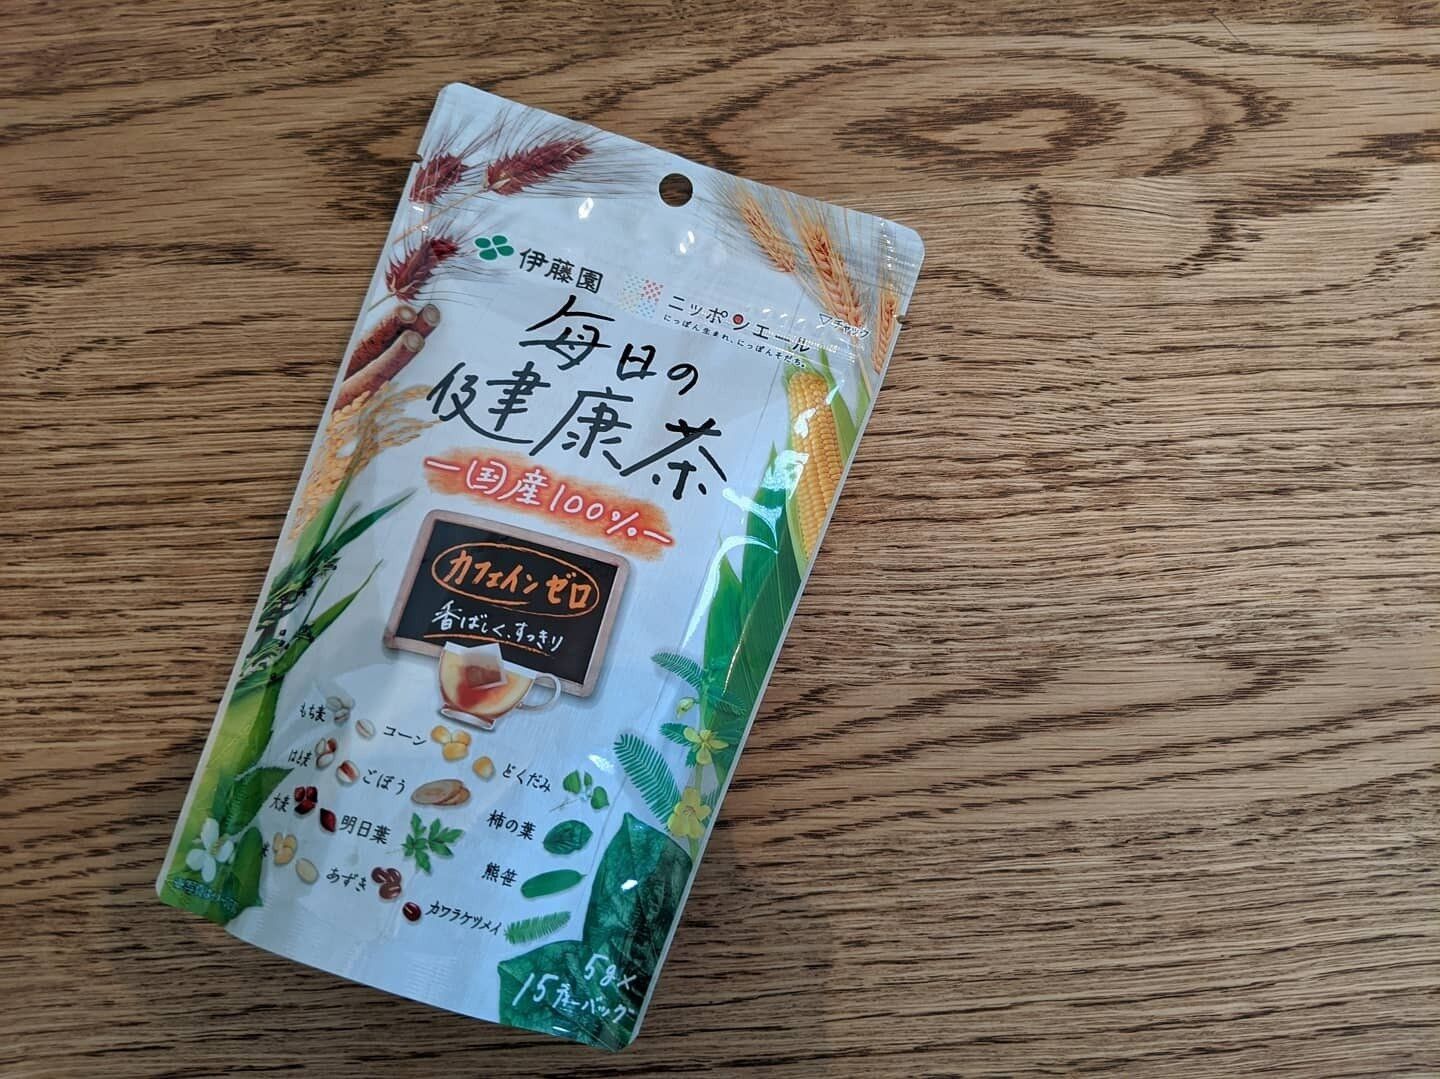 伊藤園
ニッポンエール
にっぽん生まれ、にっぽんそだち。
▽チャック
毎日の
健康茶
国産100%
カフェインゼロ
香ばしく、すっきり
もち麦
コーン
はと麦
ごぼう
どくだみ
大麦
明日葉
柿の葉
米
あずき
熊笹
カワラケツメイ
5g×
15ティーバッグ